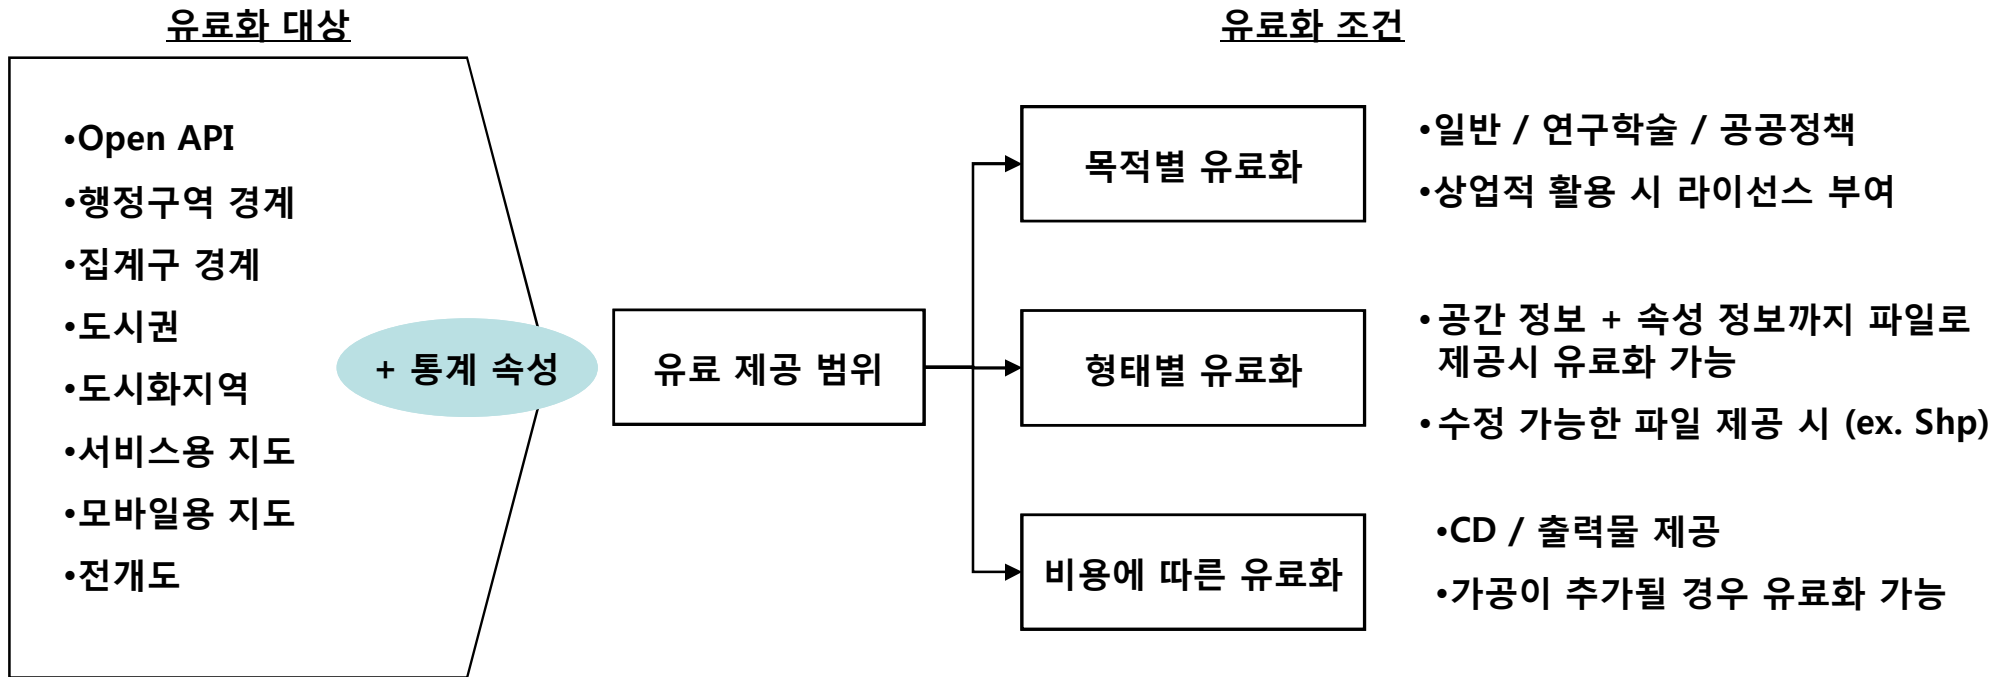 유료화 대상
•Open API
•행정구역 경계
•집계구 경계
•도시권
•도시화지역
•서비스용 지도
•모바일용 지도
•전개도
+ 통계 속성
유료 제공 범위
유료화 조건
목적별 유료화
•일반 / 연구학술 / 공공정책
•상업적 활용 시 라이선스 부여
형태별 유료화
•공간 정보 + 속성 정보까지 파일로
제공시 유료화 가능
•수정 가능한 파일 제공 시 (ex. Shp)
비용에 따른 유료화
•CD / 출력물 제공
•가공이 추가될 경우 유료화 가능